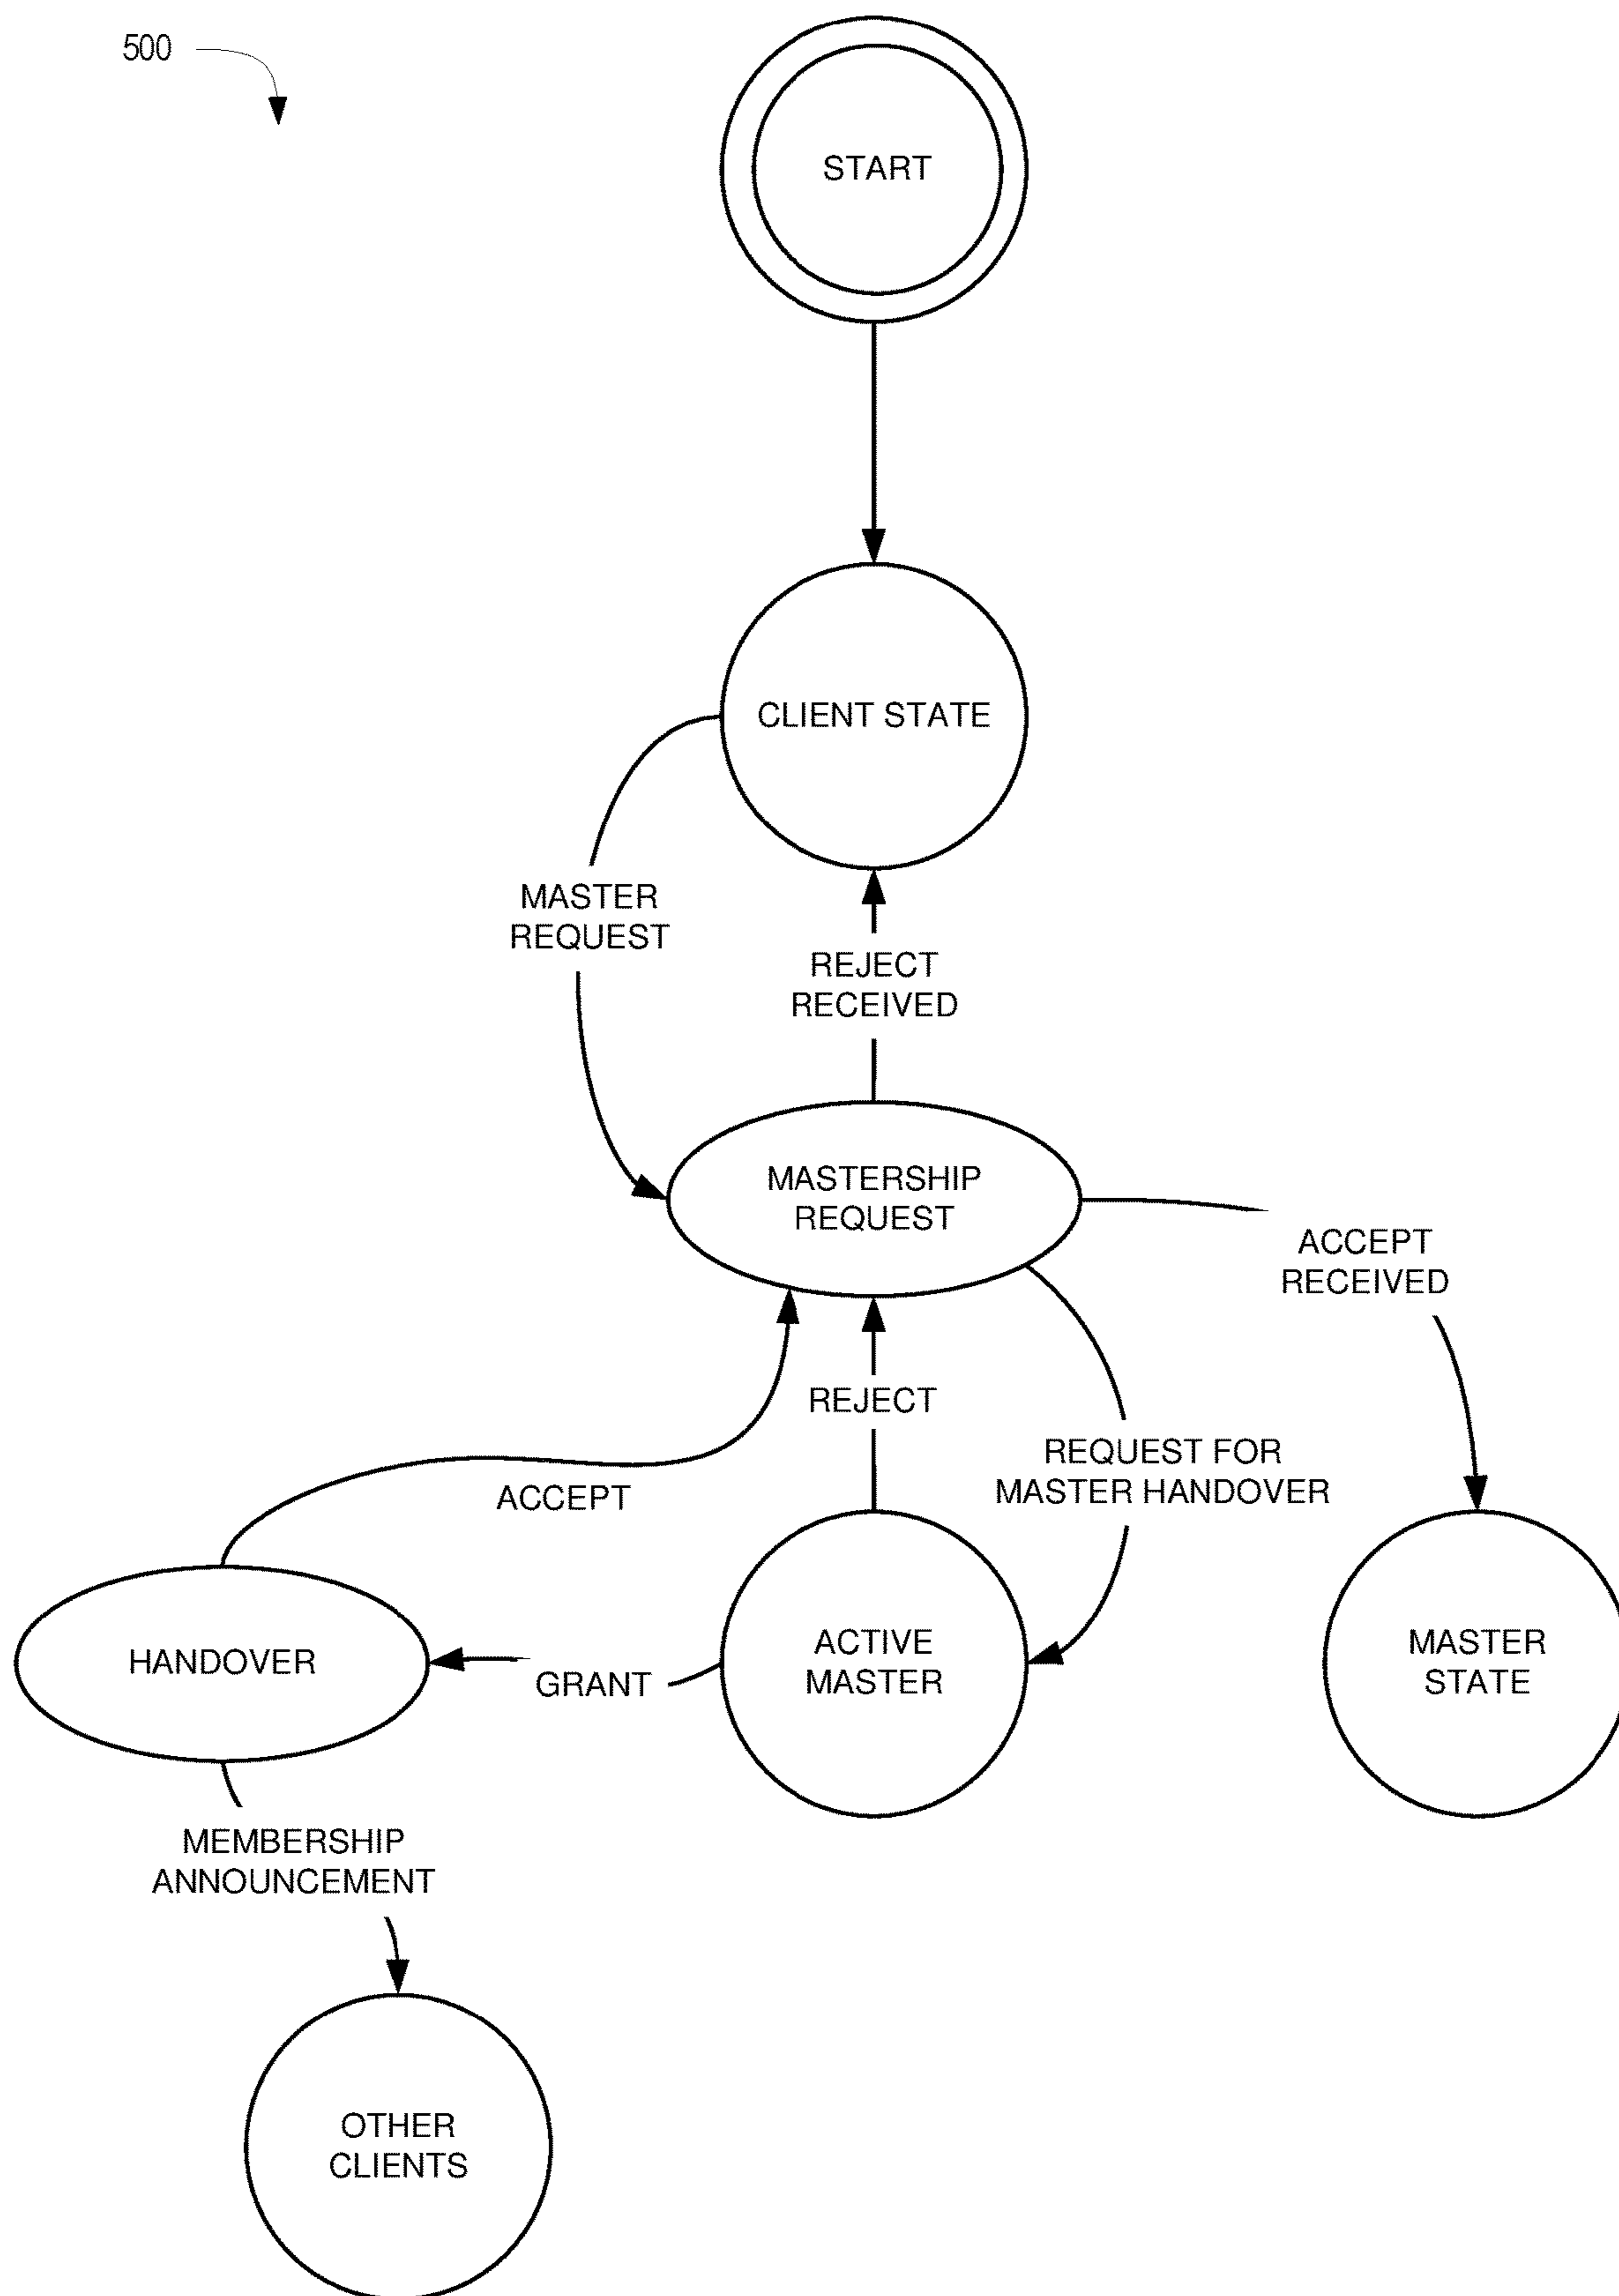 500
START
CLIENT STATE
MASTER
REQUEST
REJECT
RECEIVED
MASTERSHIP
REQUEST
ACCEPT
RECEIVED
REJECT
REQUEST FOR
MASTER HANDOVER
ACCEPT
HANDOVER
GRANT
ACTIVE
MASTER
MASTER
STATE
MEMBERSHIP
ANNOUNCEMENT
OTHER
CLIENTS